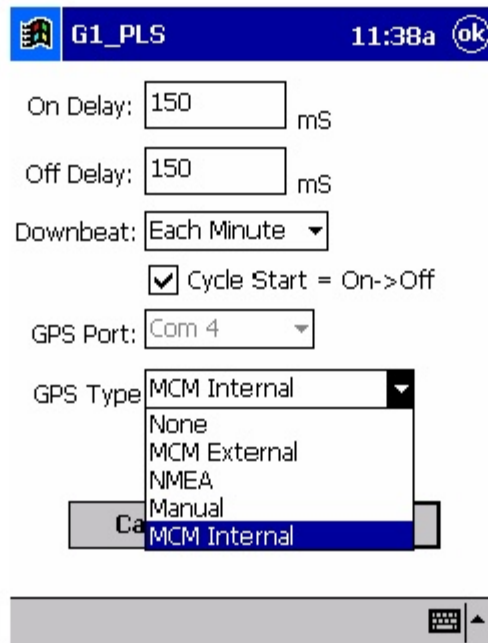 G1_PLS 11:38a ok
On Delay: 150 mS
Off Delay: 150 mS
Downbeat: Each Minute
Cycle Start = On->Off
GPS Port: Com 4
GPS Type MCM Internal
None
MCM External
NMEA
Manual
Ca MCM Internal